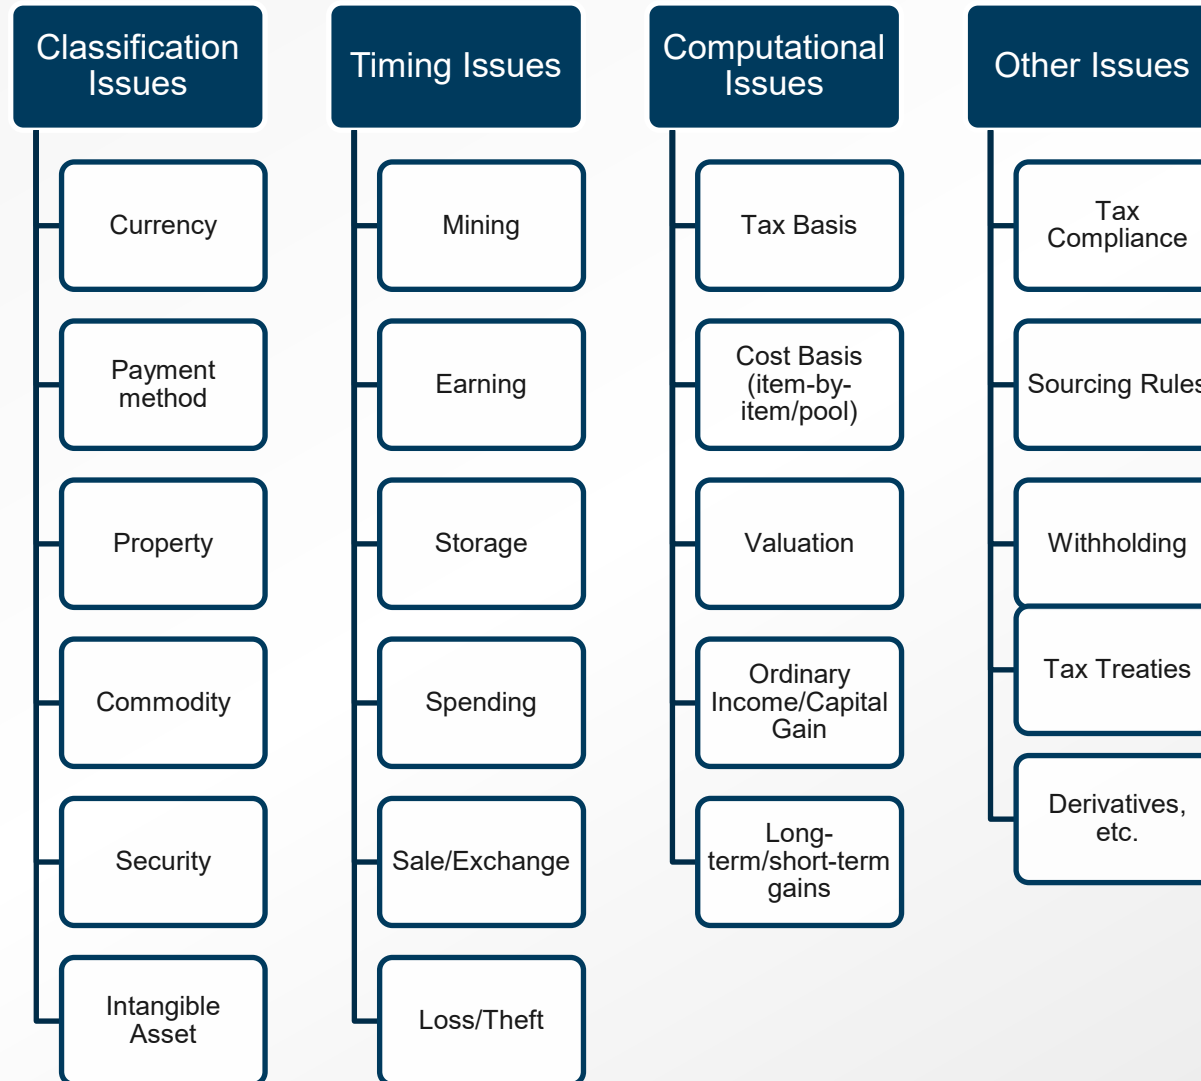 Classification
Issues
Currency
Payment
method
Property
Commodity
Security
Intangible
Asset
Timing Issues
Mining
Earning
Storage
Spending
Sale/Exchange
Loss/Theft
Computational
Issues
Tax Basis
Cost Basis
(item-by-
item/pool)
Valuation
Ordinary
Income/Capital
Gain
Long-
term/short-term
gains
Other Issues
Tax
Compliance
Sourcing Rules
Withholding
Tax Treaties
Derivatives,
etc.